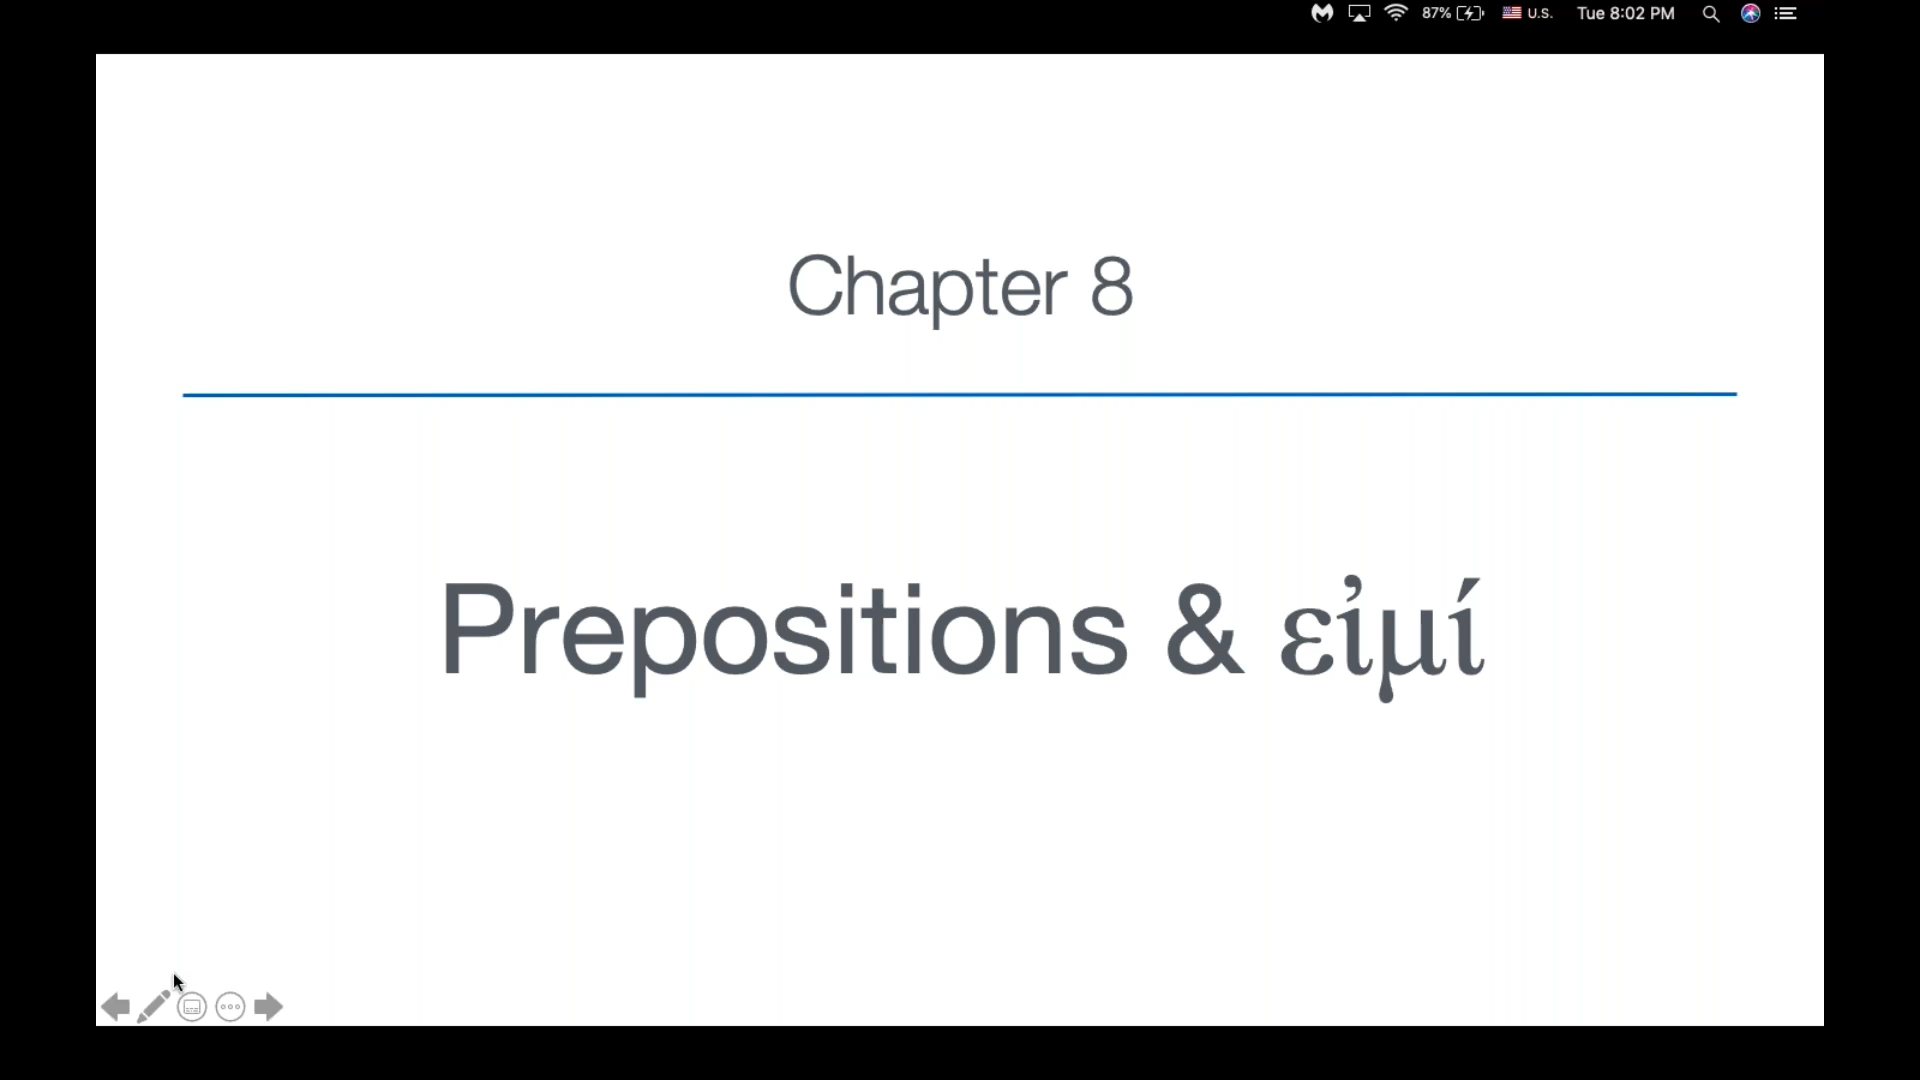 87% U.S. Tue 8:02 PM
Chapter 8
Prepositions & εἰμί